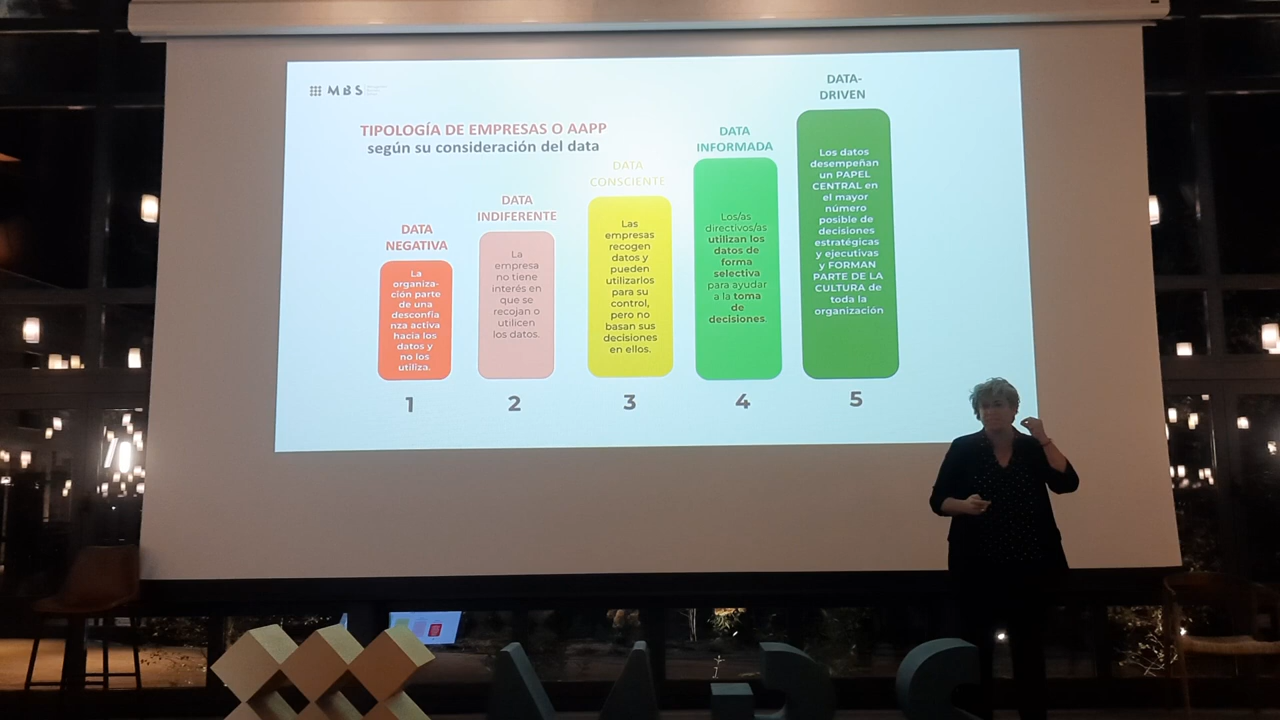 MBS
TIPOLOGÍA DE EMPRESAS O AAPP
según su consideración del data
DATA
NEGATIVA
La
organiza-
ción parte
de una
desconfia
nza activa
hacia los
datos y
no los
utiliza.
1
DATA
INDIFERENTE
La
empresa
no tiene
interés en
que se
recojan o
utilicen
los datos.
2
DATA
CONSCIENTE
Las
empresas
recogen
datos y
pueden
utilizarlos
para su
control,
pero no
basan sus
decisiones
en ellos.
3
DATA
INFORMADA
Los/as
directivos/as
utilizan los
datos de
forma
selectiva
para ayudar
a la toma
de
decisiones.
4
DATA-
DRIVEN
Los datos
desempeñan
un PAPEL
CENTRAL en
el mayor
número
posible de
decisiones
estratégicas
y ejecutivas
y FORMAN
PARTE DE LA
CULTURA de
toda la
organización
5